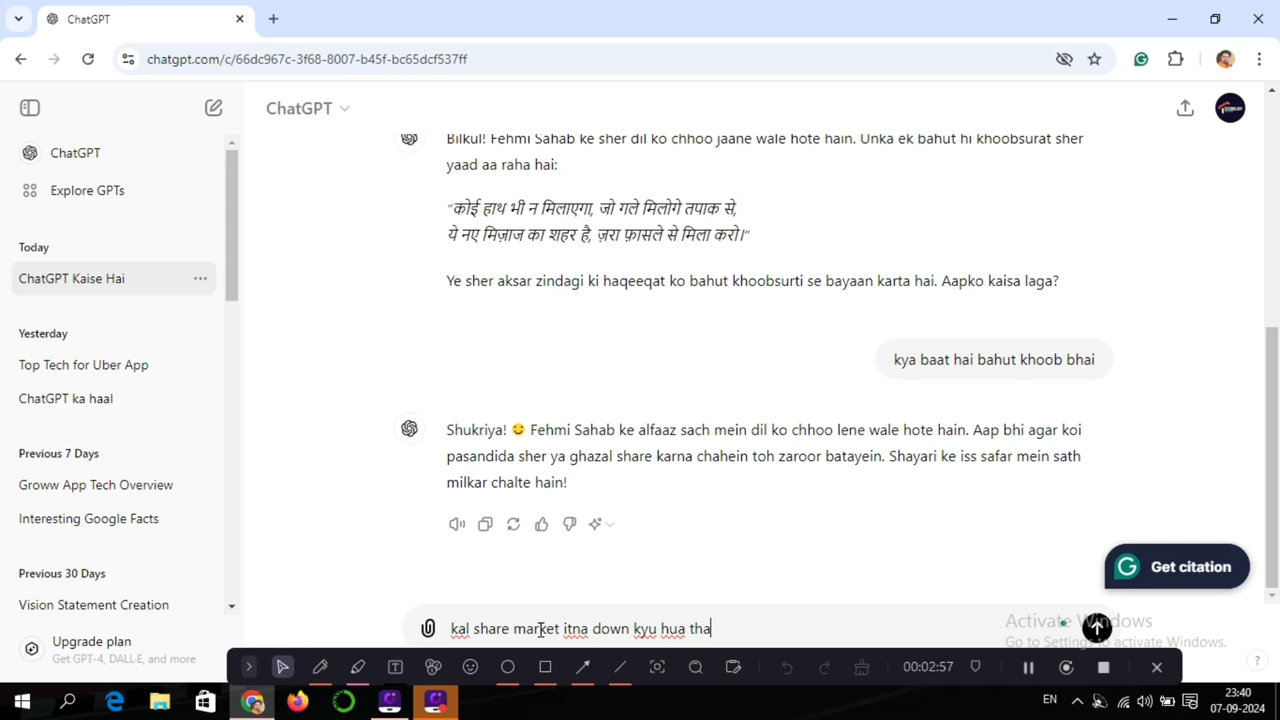 ChatGPT
chatgpt.com/c/66dc967c-3f68-8007-b45f-bc65dcf537ff
ChatGPT
Explore GPTs
Today
ChatGPT Kaise Hai
Yesterday
Top Tech for Uber App
ChatGPT ka haal
Previous 7 Days
Groww App Tech Overview
Interesting Google Facts
Previous 30 Days
Vision Statement Creation
Upgrade plan
Get GPT-4, DALL·E, and more
ChatGPT
Bilkul! Fehmi Sahab ke sher dil ko chhoo jaane wale hote hain. Unka ek bahut hi khoobsurat sher
yaad aa raha hai:
"कोई हाथ भी न मिलाएगा, जो गले मिलोगे तपाक से,
ये नए मिज़ाज का शहर है, ज़रा फ़ासले से मिला करो।"
Ye sher aksar zindagi ki haqeeqat ko bahut khoobsurti se bayaan karta hai. Aapko kaisa laga?
kya baat hai bahut khoob bhai
Shukriya! 😊 Fehmi Sahab ke alfaaz sach mein dil ko chhoo lene wale hote hain. Aap bhi agar koi
pasandida sher ya ghazal share karna chahein toh zaroor batayein. Shayari ke iss safar mein sath
milkar chalte hain!
Get citation
kal share market itna down kyu hua tha
Activate Windows
Go to Settings to activate Windows.
00:02:57
EN
23:40
07-09-2024